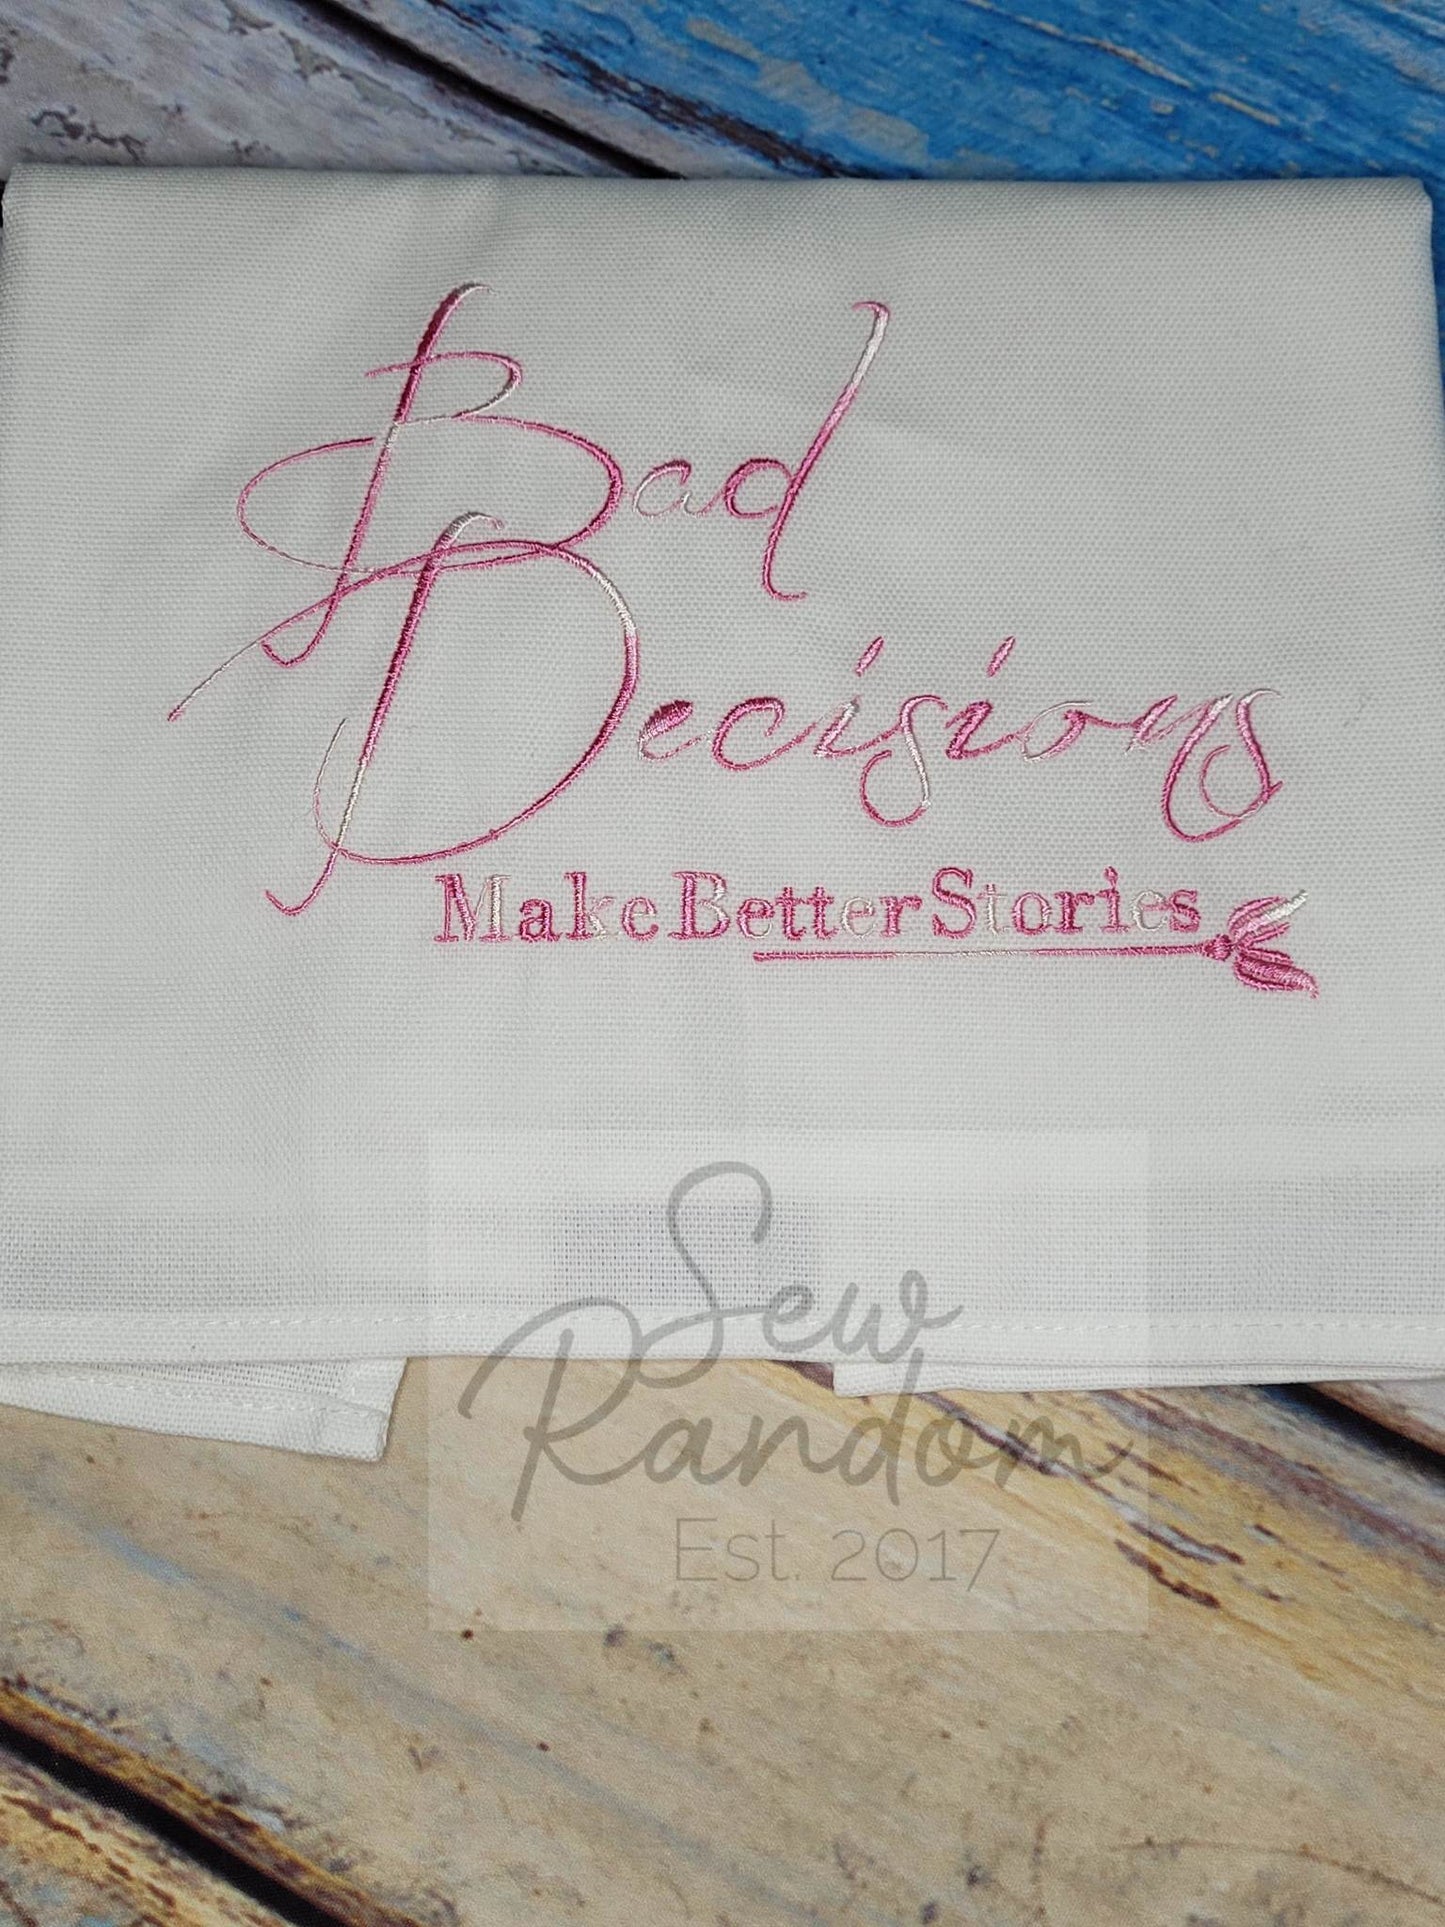 Bad
Decisions
Make Better Stories
Sew
Random
Est. 2017